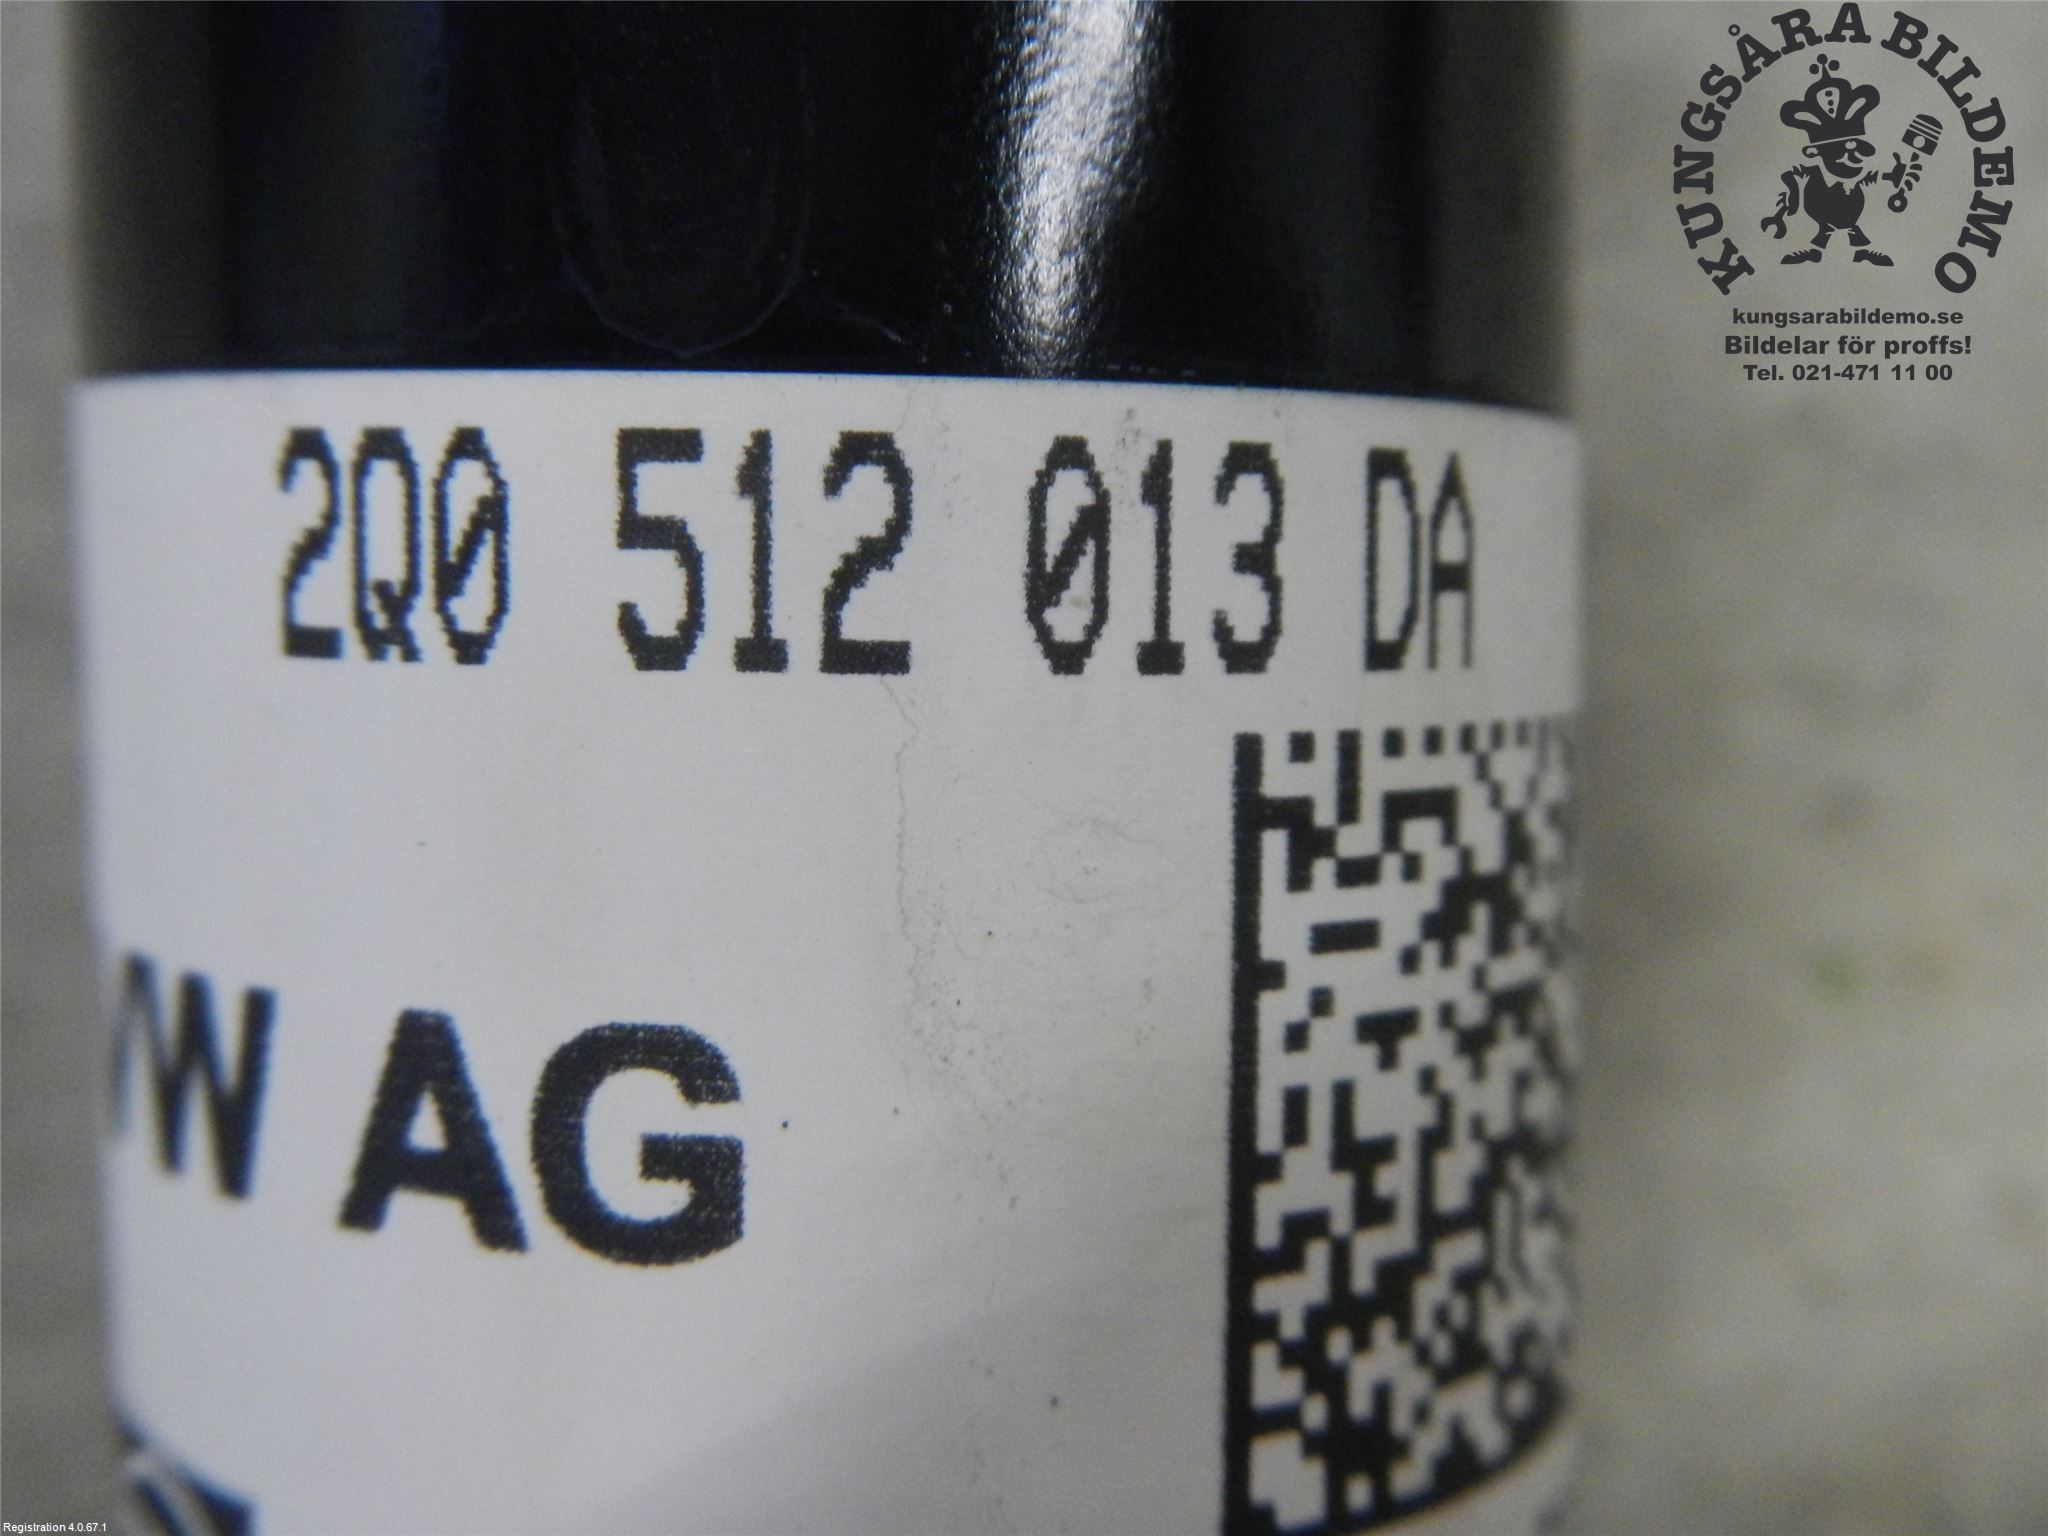 KUNGSÅRA BILDEMO
kungsarabildemo.se
Bildelar för proffs!
Tel. 021-471 11 00
2Q0 512 013 DA
W AG
Registration 4.0.67.1